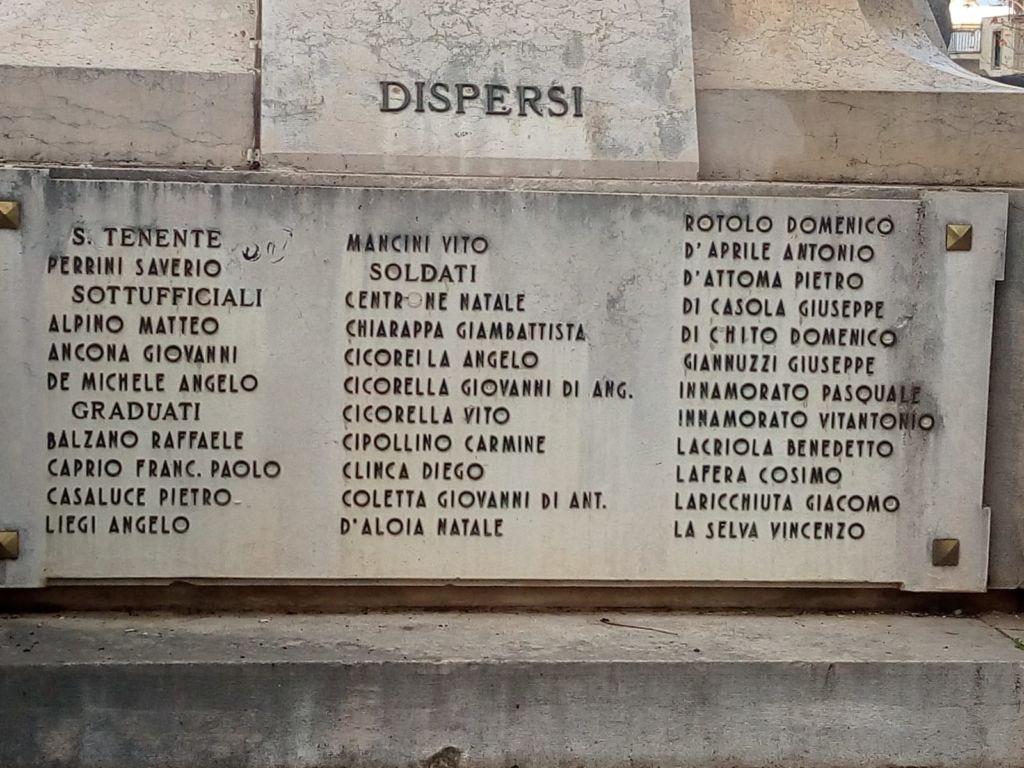 DISPERSI
S. TENENTE
PERRINI SAVERIO
SOTTUFFICIALI
ALPINO MATTEO
ANCONA GIOVANNI
DE MICHELE ANGELO
GRADUATI
BALZANO RAFFAELE
CAPRIO FRANC. PAOLO
CASALUCE PIETRO
LIEGI ANGELO
MANCINI VITO
SOLDATI
CENTRONE NATALE
CHIARAPPA GIAMBATTISTA
CICORELLA ANGELO
CICORELLA GIOVANNI DI ANG.
CICORELLA VITO
CIPOLLINO CARMINE
CLINCA DIEGO
COLETTA GIOVANNI DI ANT.
D'ALOIA NATALE
ROTOLO DOMENICO
D'APRILE ANTONIO
D'ATTOMA PIETRO
DI CASOLA GIUSEPPE
DI CHITO DOMENICO
GIANNUZZI GIUSEPPE
INNAMORATO PASQUALE
INNAMORATO VITANTONIO
LACRIOLA BENEDETTO
LAFERA COSIMO
LARICCHIUTA GIACOMO
LA SELVA VINCENZO